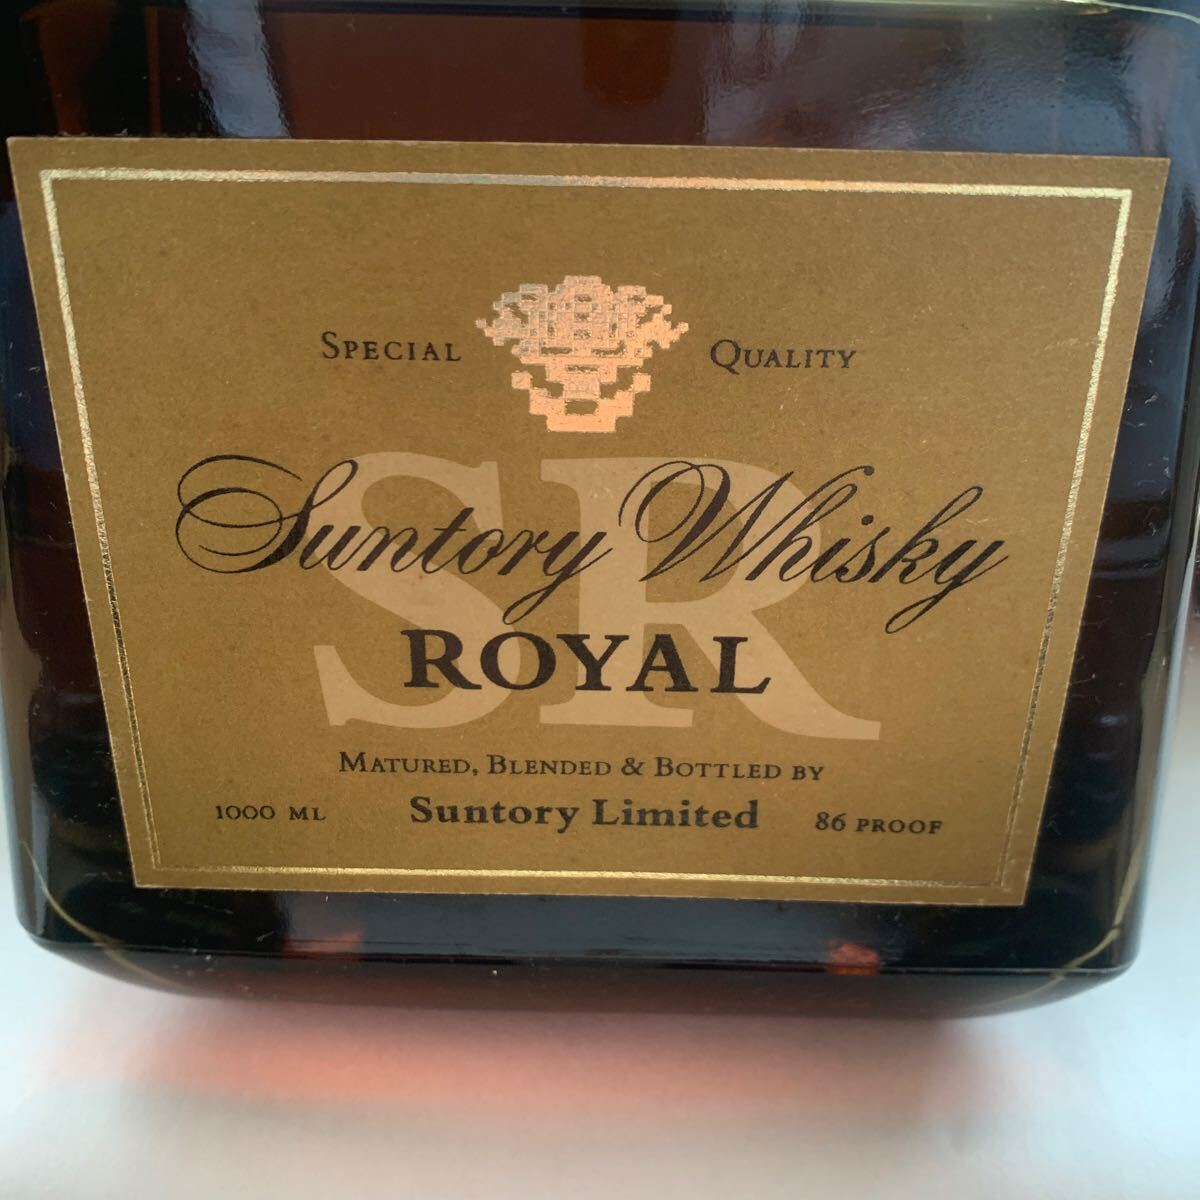 SPECIAL QUALITY
SR
Suntory Whisky
ROYAL
MATURED, BLENDED & BOTTLED BY
1000 ML Suntory Limited 86 PROOF